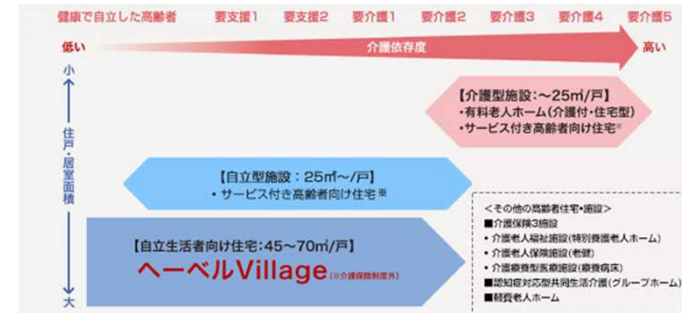 健康で自立した高齢者 要支援1 要支援2 要介護1 要介護2 要介護3 要介護4 要介護5
低い 介護依存度 高い
小
住戸・居室面積
大
【介護型施設:～25㎡/戸】
・有料老人ホーム(介護付・住宅型)
・サービス付き高齢者向け住宅※
【自立型施設:25㎡～/戸】
・サービス付き高齢者向け住宅※
【自立生活者向け住宅:45～70㎡/戸】
ヘーベルVillage(※介護保険制度外)
＜その他の高齢者住宅・施設＞
■介護保険3施設
・介護老人福祉施設(特別養護老人ホーム)
・介護老人保険施設(老健)
・介護療養型医療施設(療養病床)
■認知症対応型共同生活介護(グループホーム)
■軽費老人ホーム